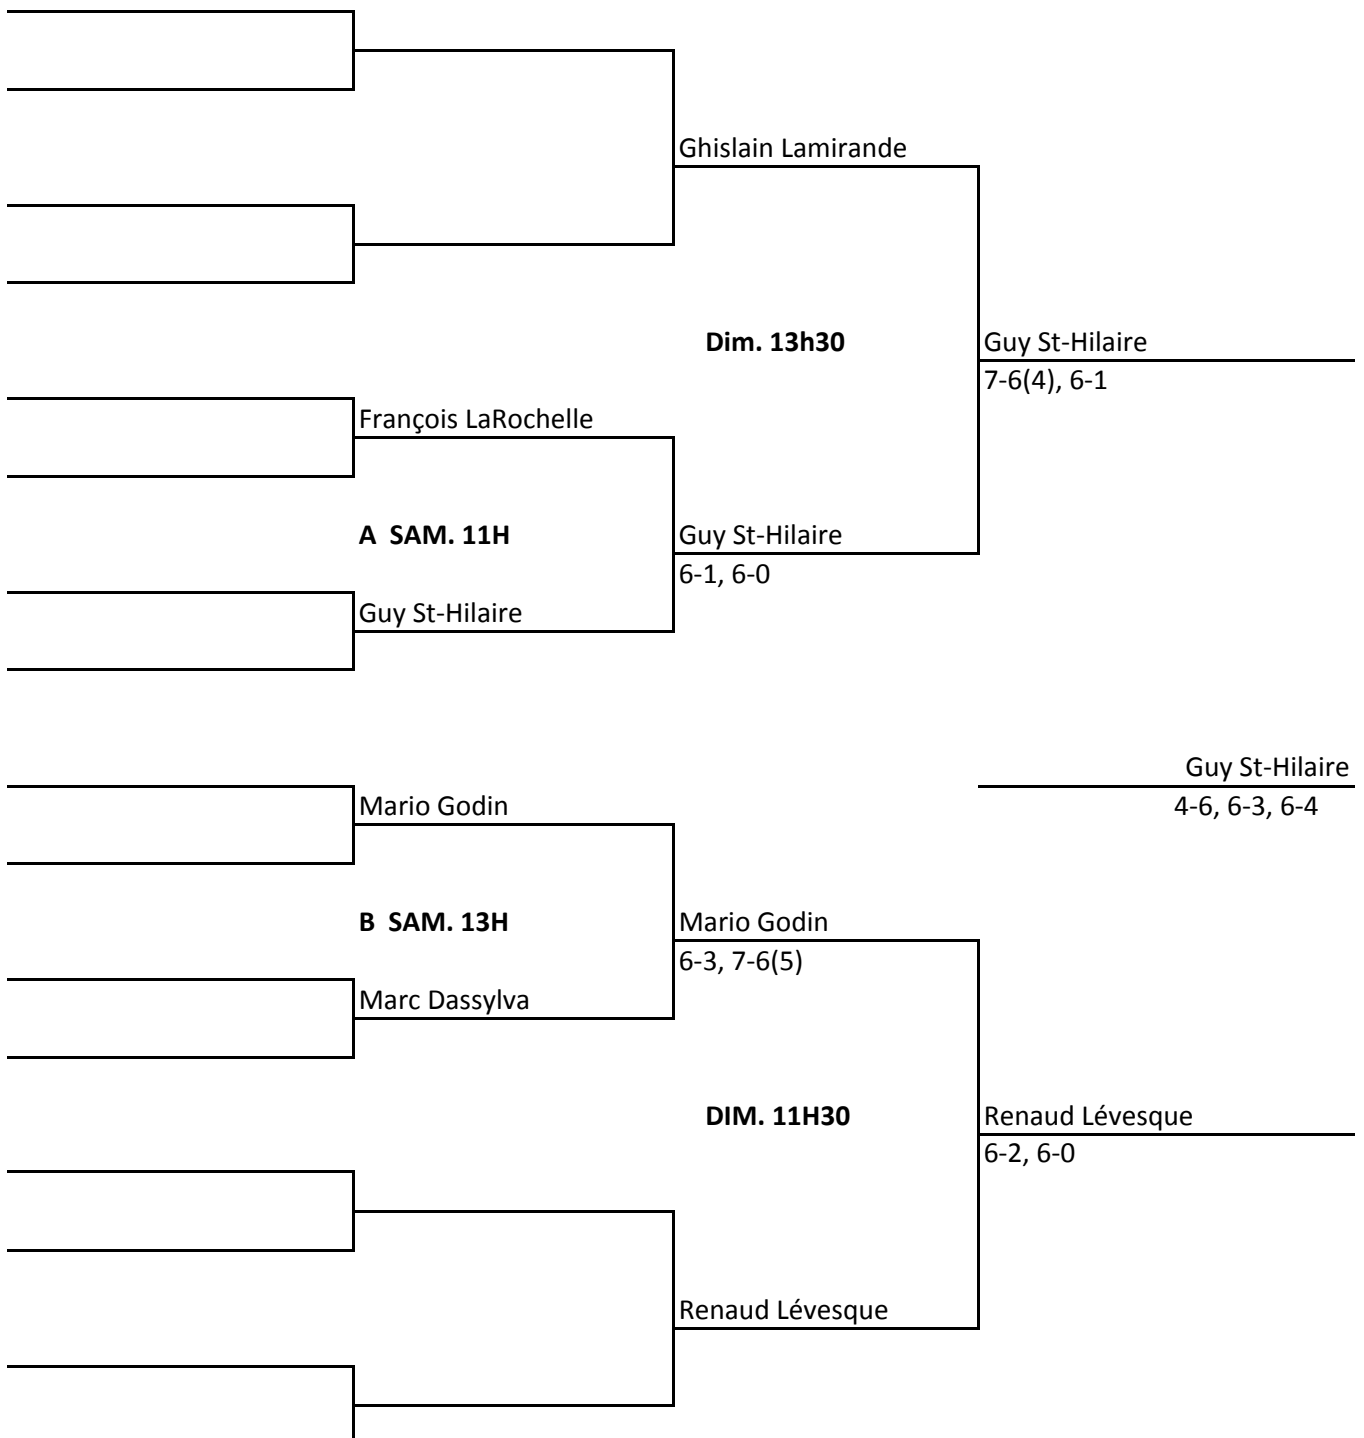 Ghislain Lamirande
Dim. 13h30
Guy St-Hilaire
7-6(4), 6-1
François LaRochelle
A  SAM. 11H
Guy St-Hilaire
6-1, 6-0
Guy St-Hilaire
Guy St-Hilaire
4-6, 6-3, 6-4
Mario Godin
B  SAM. 13H
Mario Godin
6-3, 7-6(5)
Marc Dassylva
DIM. 11H30
Renaud Lévesque
6-2, 6-0
Renaud Lévesque